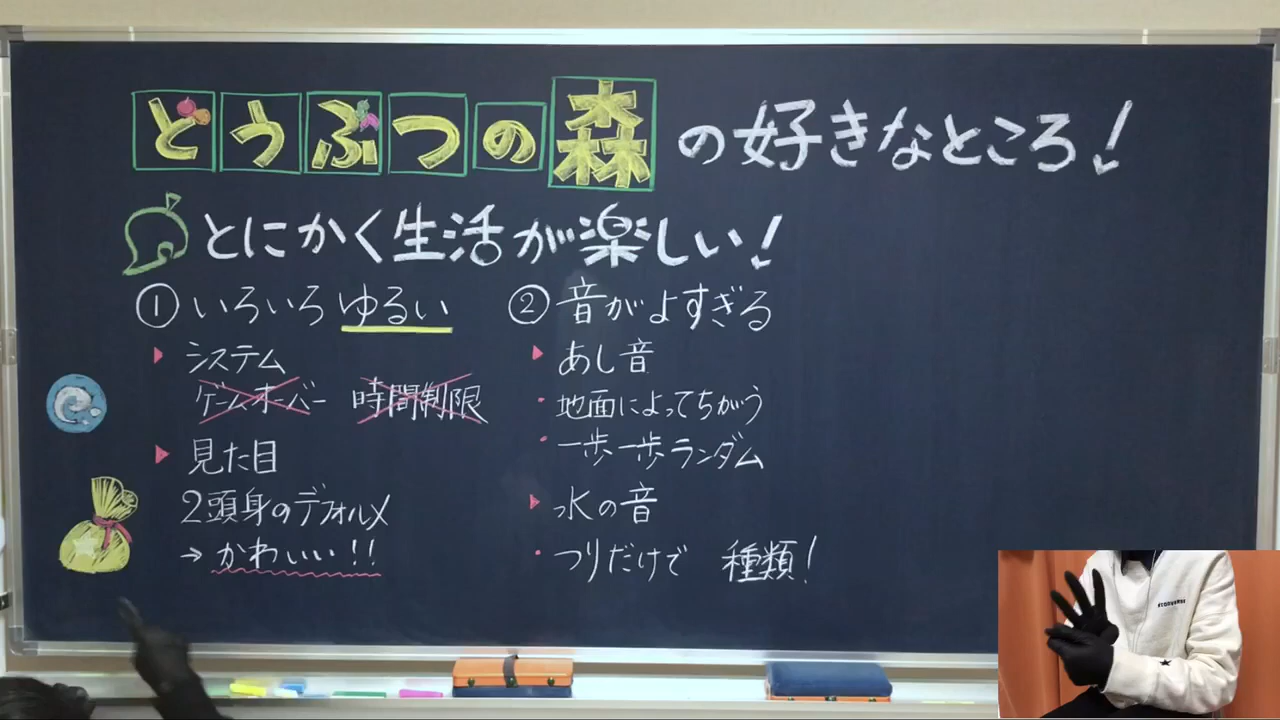 どうぶつの森の好きなところ!
とにかく生活が楽しい!
① いろいろゆるい
システム
ゲームオーバー 時間制限
見た目
2頭身のデフォルメ
→かわいい!!
② 音がよすぎる
あし音
・地面によってちがう
・一歩一歩ランダム
水の音
・つりだけで 種類!
CONVERSE